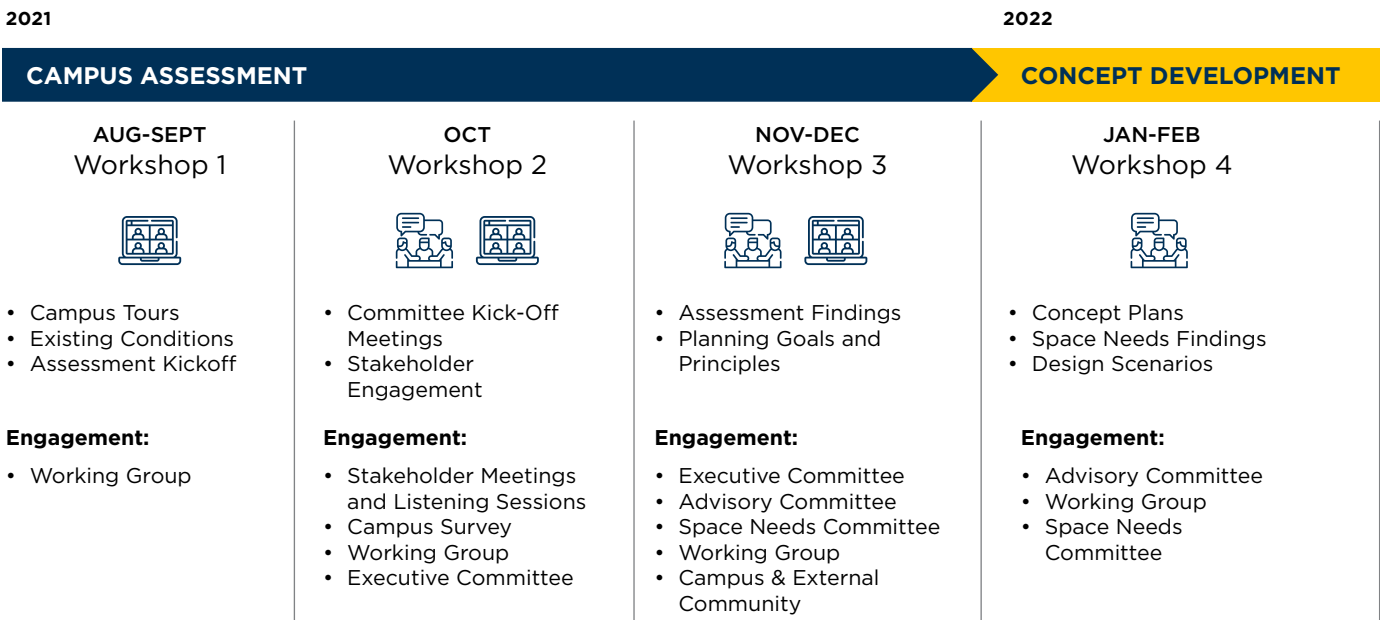 2021
2022
CAMPUS ASSESSMENT
CONCEPT DEVELOPMENT
AUG-SEPT
Workshop 1
• Campus Tours
• Existing Conditions
• Assessment Kickoff
Engagement:
• Working Group
OCT
Workshop 2
• Committee Kick-Off
Meetings
• Stakeholder
Engagement
Engagement:
• Stakeholder Meetings
and Listening Sessions
• Campus Survey
• Working Group
• Executive Committee
NOV-DEC
Workshop 3
• Assessment Findings
• Planning Goals and
Principles
Engagement:
• Executive Committee
• Advisory Committee
• Space Needs Committee
• Working Group
• Campus & External
Community
JAN-FEB
Workshop 4
• Concept Plans
• Space Needs Findings
• Design Scenarios
Engagement:
• Advisory Committee
• Working Group
• Space Needs
Committee